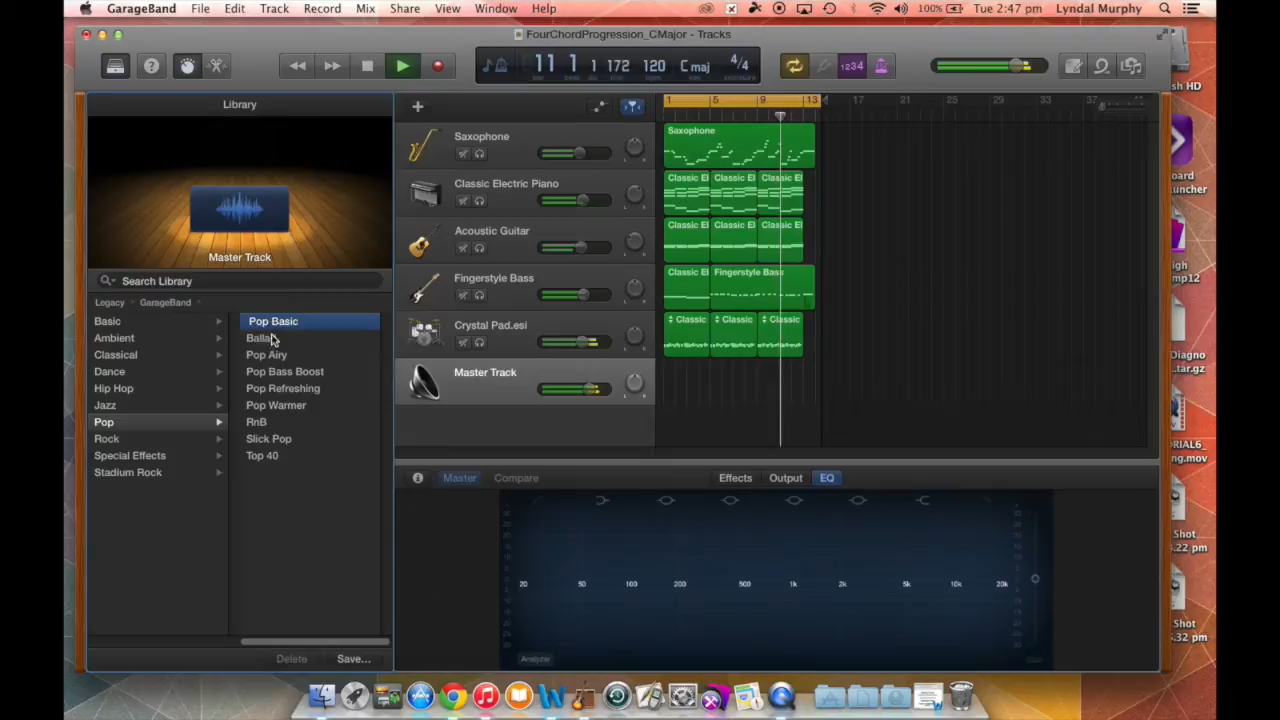 GarageBand File Edit Track Record Mix Share View Window Help 100% Tue 2:47 pm Lyndal Murphy
FourChordProgression_CMajor - Tracks
11 1 1 172 120 C maj 4/4
1234
Library
Master Track
Search Library
Legacy GarageBand
Basic
Ambient
Classical
Dance
Hip Hop
Jazz
Pop
Rock
Special Effects
Stadium Rock
Pop Basic
Balla
Pop Airy
Pop Bass Boost
Pop Refreshing
Pop Warmer
RnB
Slick Pop
Top 40
Delete Save...
1 5 9 13 17 21 25 29 33 37
Saxophone
Classic Electric Piano
Acoustic Guitar
Fingerstyle Bass
Crystal Pad.esi
Master Track
Saxophone
Classic El Classic El Classic El
Classic El Classic El Classic El
Classic El Fingerstyle Bass
Classic Classic Classic
Master Compare Effects Output EQ
20 50 100 200 500 1k 2k 5k 10k 20k
Analyzer
sh HD
oard
uncher
igh
mp12
Diagno
.tar.gz
RIAL6_
ng.mov
Shot
.22 pm
Shot
.32 pm